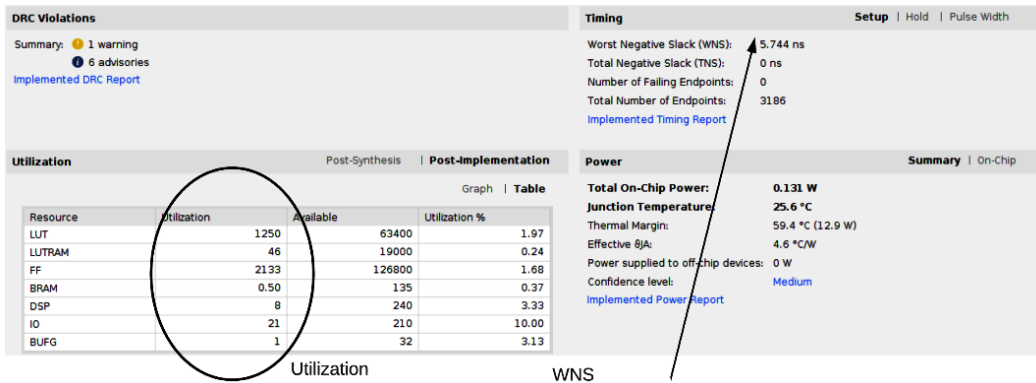 DRC Violations
Summary: 1 warning
6 advisories
Implemented DRC Report
Timing Setup | Hold | Pulse Width
Worst Negative Slack (WNS): 5.744 ns
Total Negative Slack (TNS): 0 ns
Number of Failing Endpoints: 0
Total Number of Endpoints: 3186
Implemented Timing Report
Utilization Post-Synthesis | Post-Implementation
Graph | Table
Resource Utilization Available Utilization %
LUT 1250 63400 1.97
LUTRAM 46 19000 0.24
FF 2133 126800 1.68
BRAM 0.50 135 0.37
DSP 8 240 3.33
IO 21 210 10.00
BUFG 1 32 3.13
Power Summary | On-Chip
Total On-Chip Power: 0.131 W
Junction Temperature: 25.6 °C
Thermal Margin: 59.4 °C (12.9 W)
Effective θJA: 4.6 °C/W
Power supplied to off-chip devices: 0 W
Confidence level: Medium
Implemented Power Report
Utilization
WNS